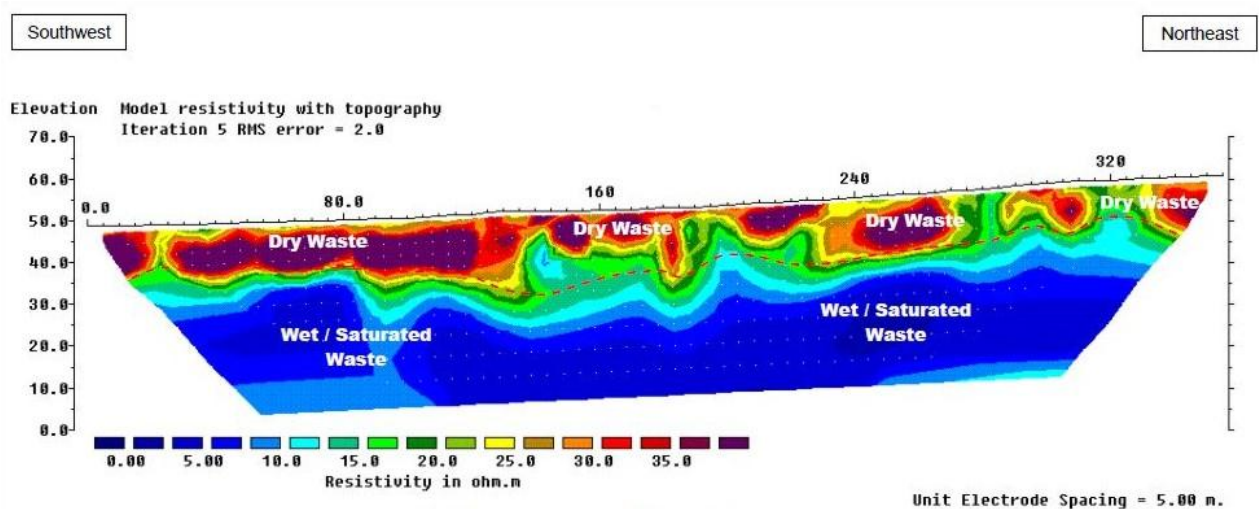 Southwest
Northeast
Elevation Model resistivity with topography
Iteration 5 RMS error = 2.0
70.0
60.0
50.0
40.0
30.0
20.0
10.0
0.0
0.0
80.0
160
240
320
Dry Waste
Dry Waste
Dry Waste
Dry Waste
Wet / Saturated
Waste
Wet / Saturated
Waste
0.00 5.00 10.0 15.0 20.0 25.0 30.0 35.0
Resistivity in ohm.m
Unit Electrode Spacing = 5.00 m.